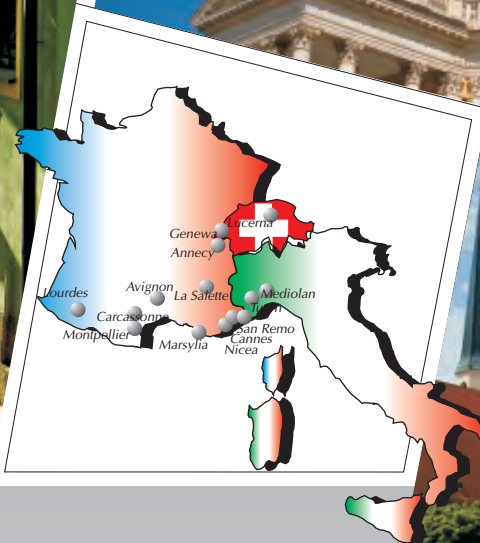 Lucerna
Genewa
Annecy
Lourdes
Avignon
La Salette
Mediolan
Carcassonne
San Remo
Montpellier
Cannes
Marsylia
Nicea